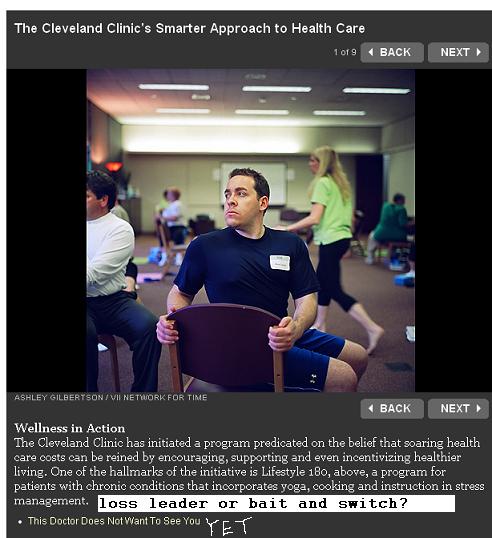 The Cleveland Clinic's Smarter Approach to Health Care
1 of 9 BACK NEXT
ASHLEY GILBERTSON / VII NETWORK FOR TIME
BACK NEXT
Wellness in Action
The Cleveland Clinic has initiated a program predicated on the belief that soaring health
care costs can be reined by encouraging, supporting and even incentivizing healthier
living. One of the hallmarks of the initiative is Lifestyle 180, above, a program for
patients with chronic conditions that incorporates yoga, cooking and instruction in stress
management. loss leader or bait and switch?
• This Doctor Does Not Want To See You YET